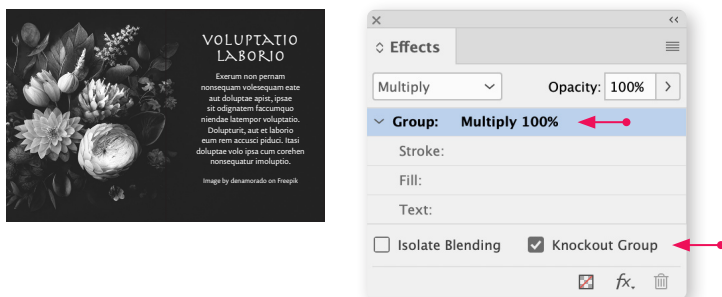 VOLUPTATIO
LABORIO
Exerum non pernam
nonsequam volesequam eate
aut doluptae apist, ipsae
sit odignatem faccumquo
niendae latempor voluptatio.
Dolupturit, aut et laborio
eum rem accusci piduci. Itasi
doluptae volo ipsa cum corehen
nonsequatur imoluptio.
Image by denamorado on Freepik
Effects
Multiply
Opacity: 100%
Group: Multiply 100%
Stroke:
Fill:
Text:
Isolate Blending
Knockout Group
fx.